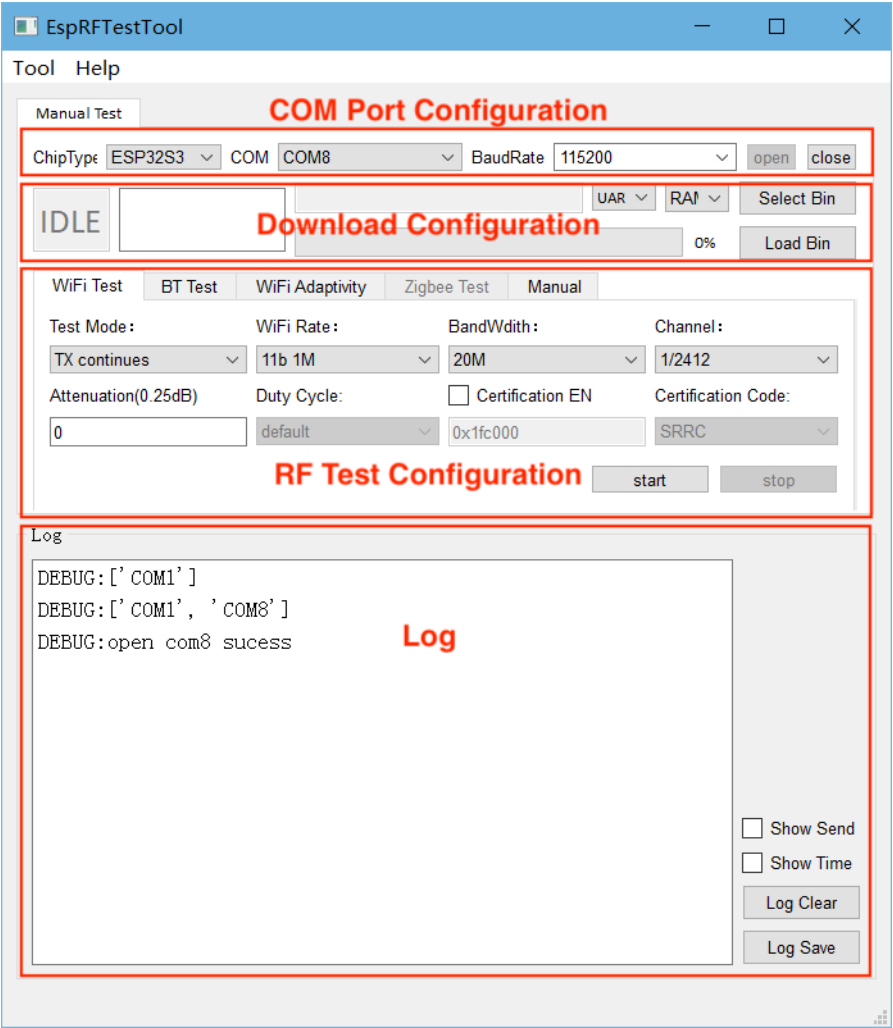 EspRFTestTool
Tool Help
Manual Test
COM Port Configuration
ChipType ESP32S3 COM COM8 BaudRate 115200 open close
IDLE Download Configuration UAR RAM Select Bin
0% Load Bin
WiFi Test BT Test WiFi Adaptivity Zigbee Test Manual
Test Mode: WiFi Rate: BandWdith: Channel:
TX continues 11b 1M 20M 1/2412
Attenuation(0.25dB) Duty Cycle: Certification EN Certification Code:
0 default 0x1fc000 SRRC
RF Test Configuration start stop
Log
DEBUG:['COM1']
DEBUG:['COM1', 'COM8']
DEBUG:open com8 sucess
Log
Show Send
Show Time
Log Clear
Log Save